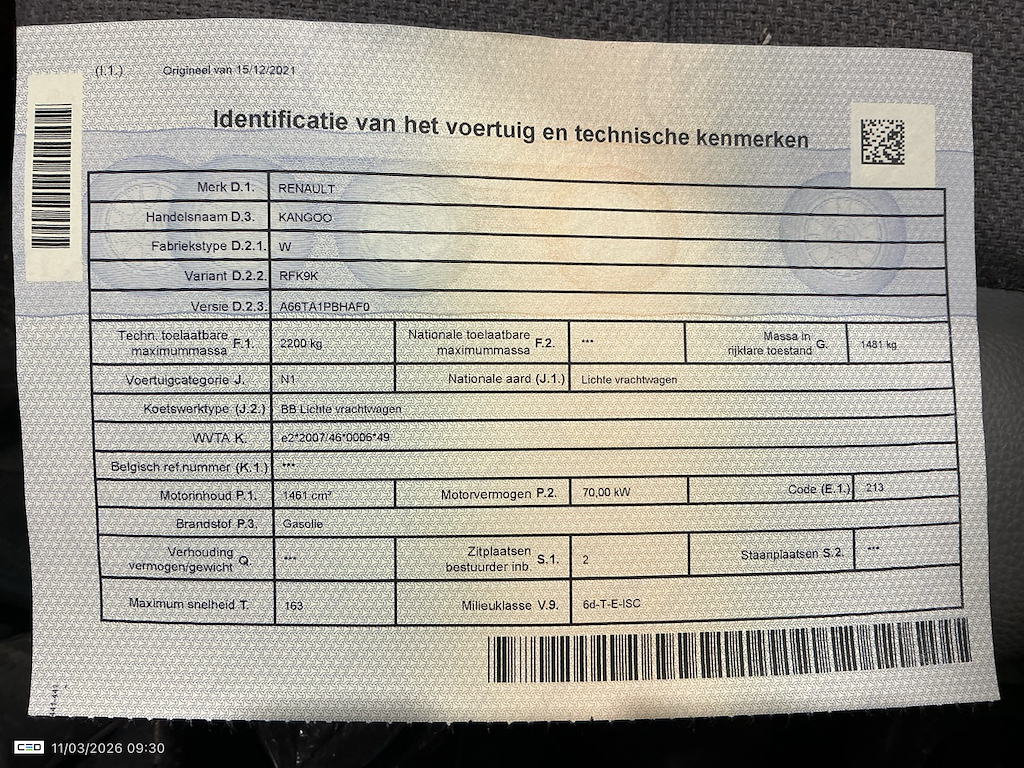 (I.1.) Origineel van 15/12/2021
Identificatie van het voertuig en technische kenmerken
Merk D.1. RENAULT
Handelsnaam D.3. KANGOO
Fabriekstype D.2.1. W
Variant D.2.2. RFK9K
Versie D.2.3. A66TA1PBHAF0
Techn. toelaatbare maximummassa F.1. 2200 kg Nationale toelaatbare maximummassa F.2. *** Massa in rijklare toestand G. 1481 kg
Voertuigcategorie J. N1 Nationale aard (J.1.) Lichte vrachtwagen
Koetswerktype (J.2.) BB Lichte vrachtwagen
WVTA K. e2*2007/46*0006*49
Belgisch ref.nummer (K.1.) ***
Motorinhoud P.1. 1461 cm³ Motorvermogen P.2. 70,00 kW Code (E.1.) 213
Brandstof P.3. Gasolie
Verhouding vermogen/gewicht Q. *** Zitplaatsen bestuurder inb. S.1. 2 Staanplaatsen S.2. ***
Maximum snelheid T. 163 Milieuklasse V.9. 6d-T-E-ISC
11/03/2026 09:30